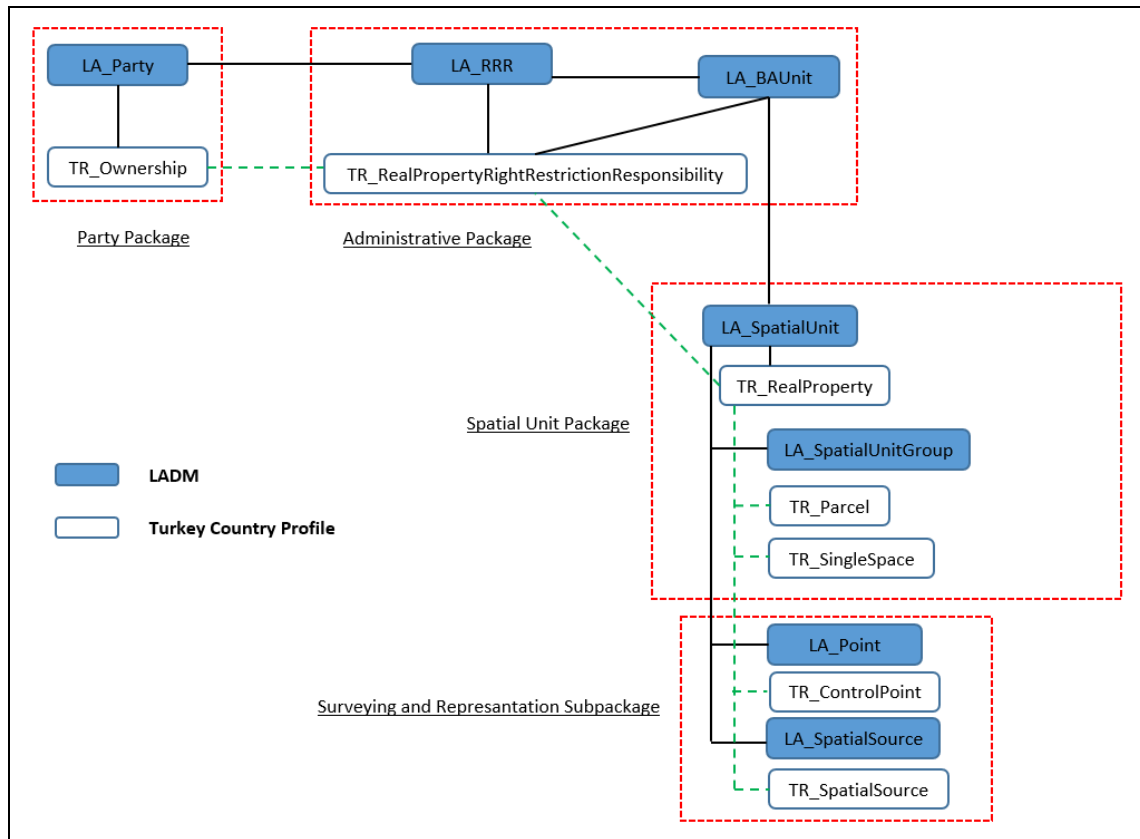 LA_Party
LA_RRR
LA_BAUnit
TR_Ownership
TR_RealPropertyRightRestrictionResponsibility
Party Package
Administrative Package
LA_SpatialUnit
TR_RealProperty
Spatial Unit Package
LA_SpatialUnitGroup
LADM
TR_Parcel
Turkey Country Profile
TR_SingleSpace
LA_Point
TR_ControlPoint
Surveying and Represantation Subpackage
LA_SpatialSource
TR_SpatialSource